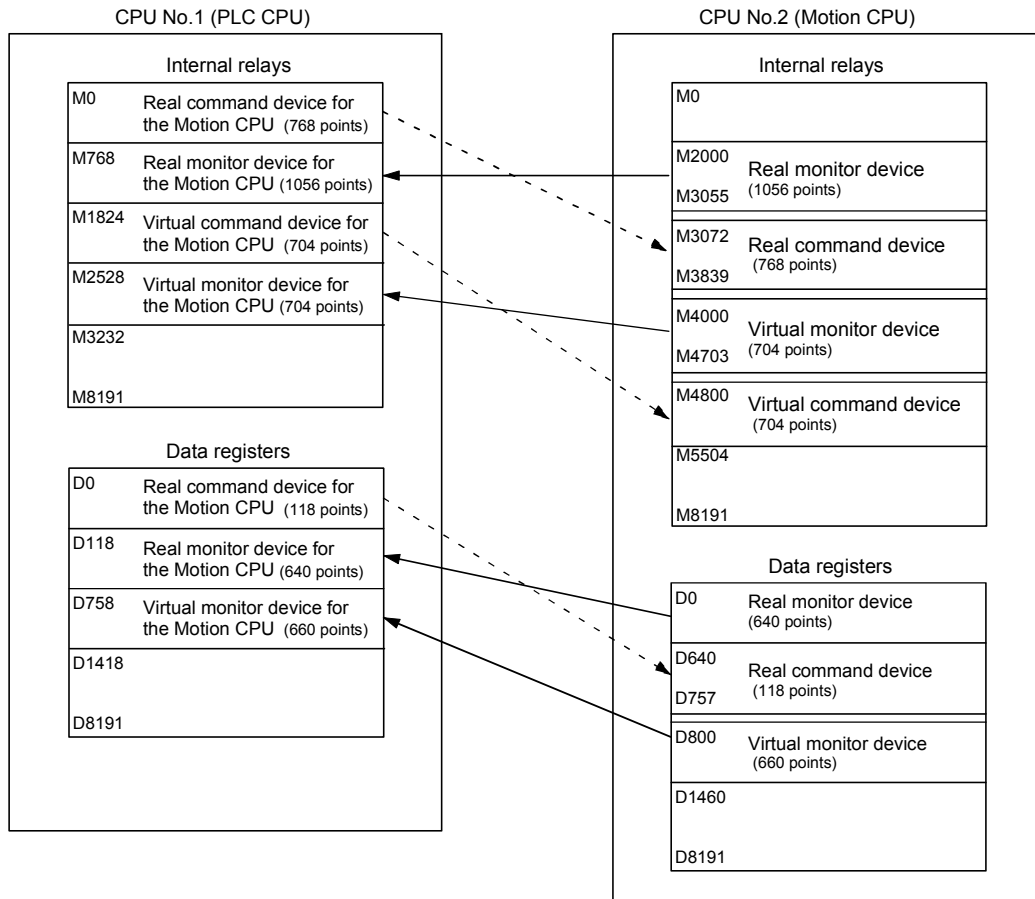 CPU No.1 (PLC CPU)
Internal relays
M0
Real command device for
the Motion CPU (768 points)
M768
Real monitor device for
the Motion CPU (1056 points)
M1824
Virtual command device for
the Motion CPU (704 points)
M2528
Virtual monitor device for
the Motion CPU (704 points)
M3232
M8191
Data registers
D0
Real command device for
the Motion CPU (118 points)
D118
Real monitor device for
the Motion CPU (640 points)
D758
Virtual monitor device for
the Motion CPU (660 points)
D1418
D8191
CPU No.2 (Motion CPU)
Internal relays
M0
M2000
Real monitor device
(1056 points)
M3055
M3072
Real command device
(768 points)
M3839
M4000
Virtual monitor device
(704 points)
M4703
M4800
Virtual command device
(704 points)
M5504
M8191
Data registers
D0
Real monitor device
(640 points)
D640
Real command device
(118 points)
D757
D800
Virtual monitor device
(660 points)
D1460
D8191